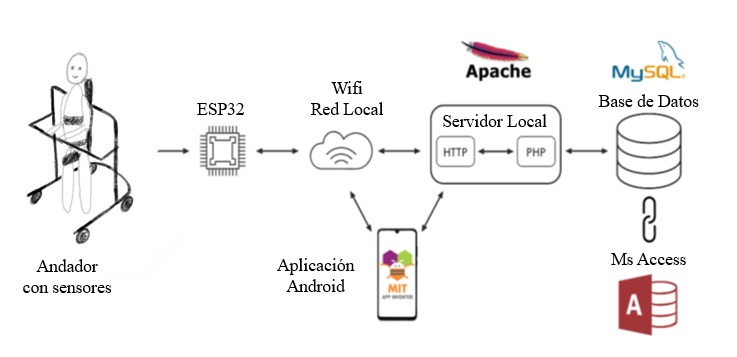 Andador
con sensores
ESP32
Wifi
Red Local
Apache
Servidor Local
HTTP
PHP
MySQL
Base de Datos
Aplicación
Android
MIT
APP INVENTOR
Ms Access
A